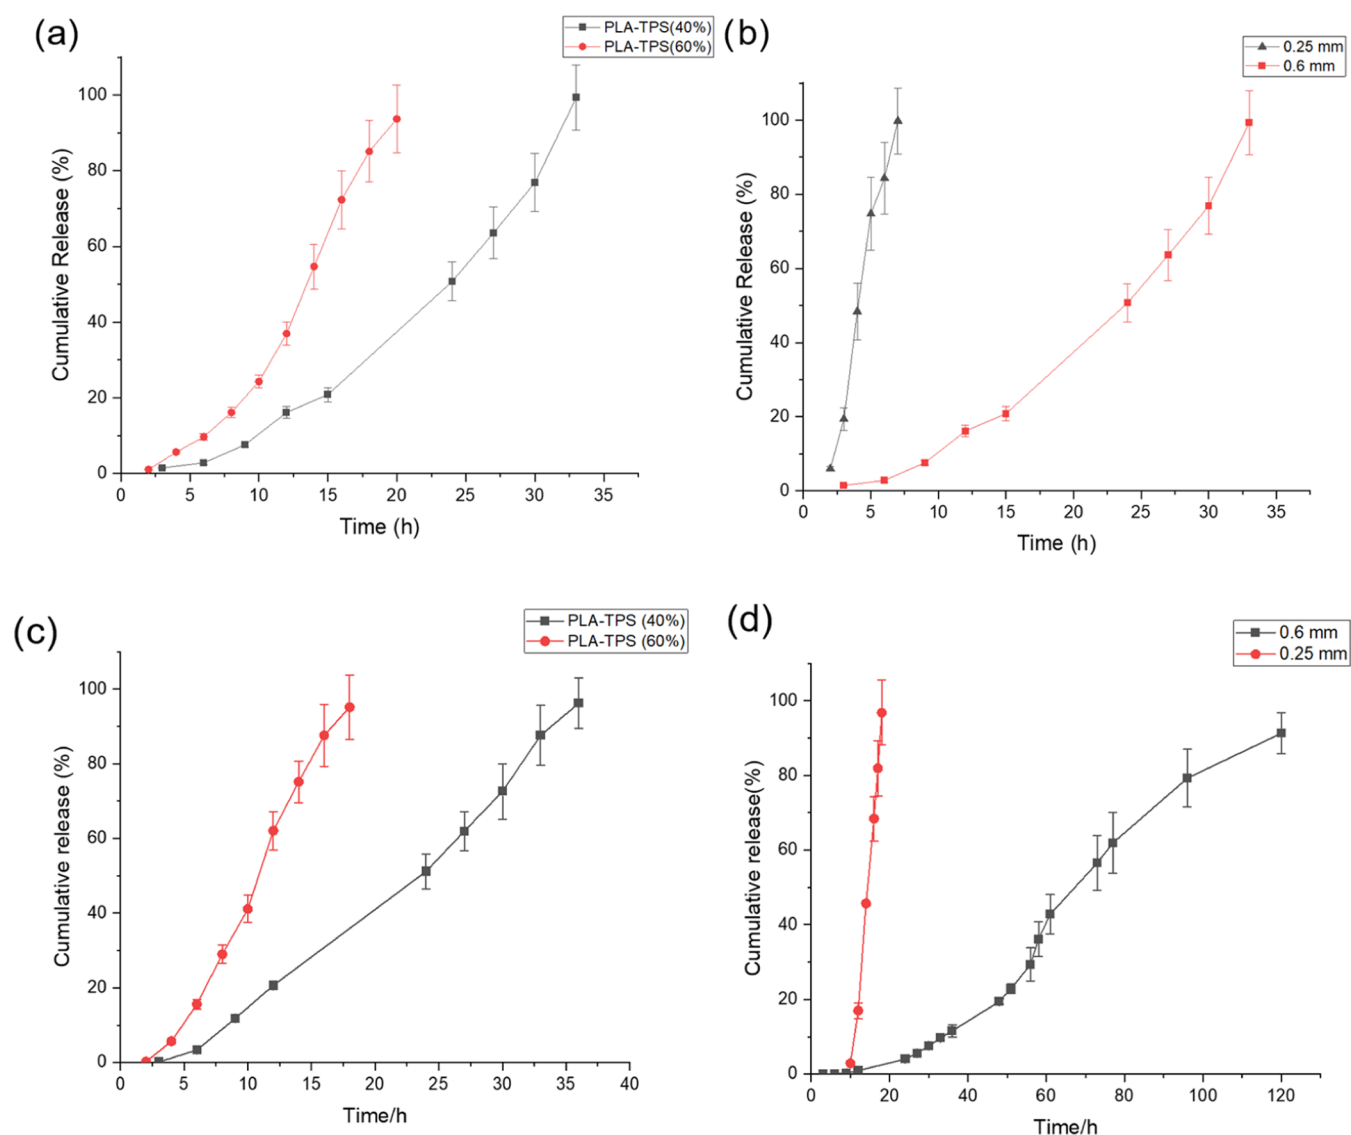 (a)
PLA-TPS(40%)
PLA-TPS(60%)
100
80
60
40
20
0
Cumulative Release (%)
0 5 10 15 20 25 30 35
Time (h)
(b)
0.25 mm
0.6 mm
100
80
60
40
20
0
Cumulative Release (%)
0 5 10 15 20 25 30 35
Time (h)
(c)
PLA-TPS (40%)
PLA-TPS (60%)
100
80
60
40
20
0
Cumulative release (%)
0 5 10 15 20 25 30 35 40
Time/h
(d)
0.6 mm
0.25 mm
100
80
60
40
20
0
Cumulative release(%)
0 20 40 60 80 100 120
Time/h